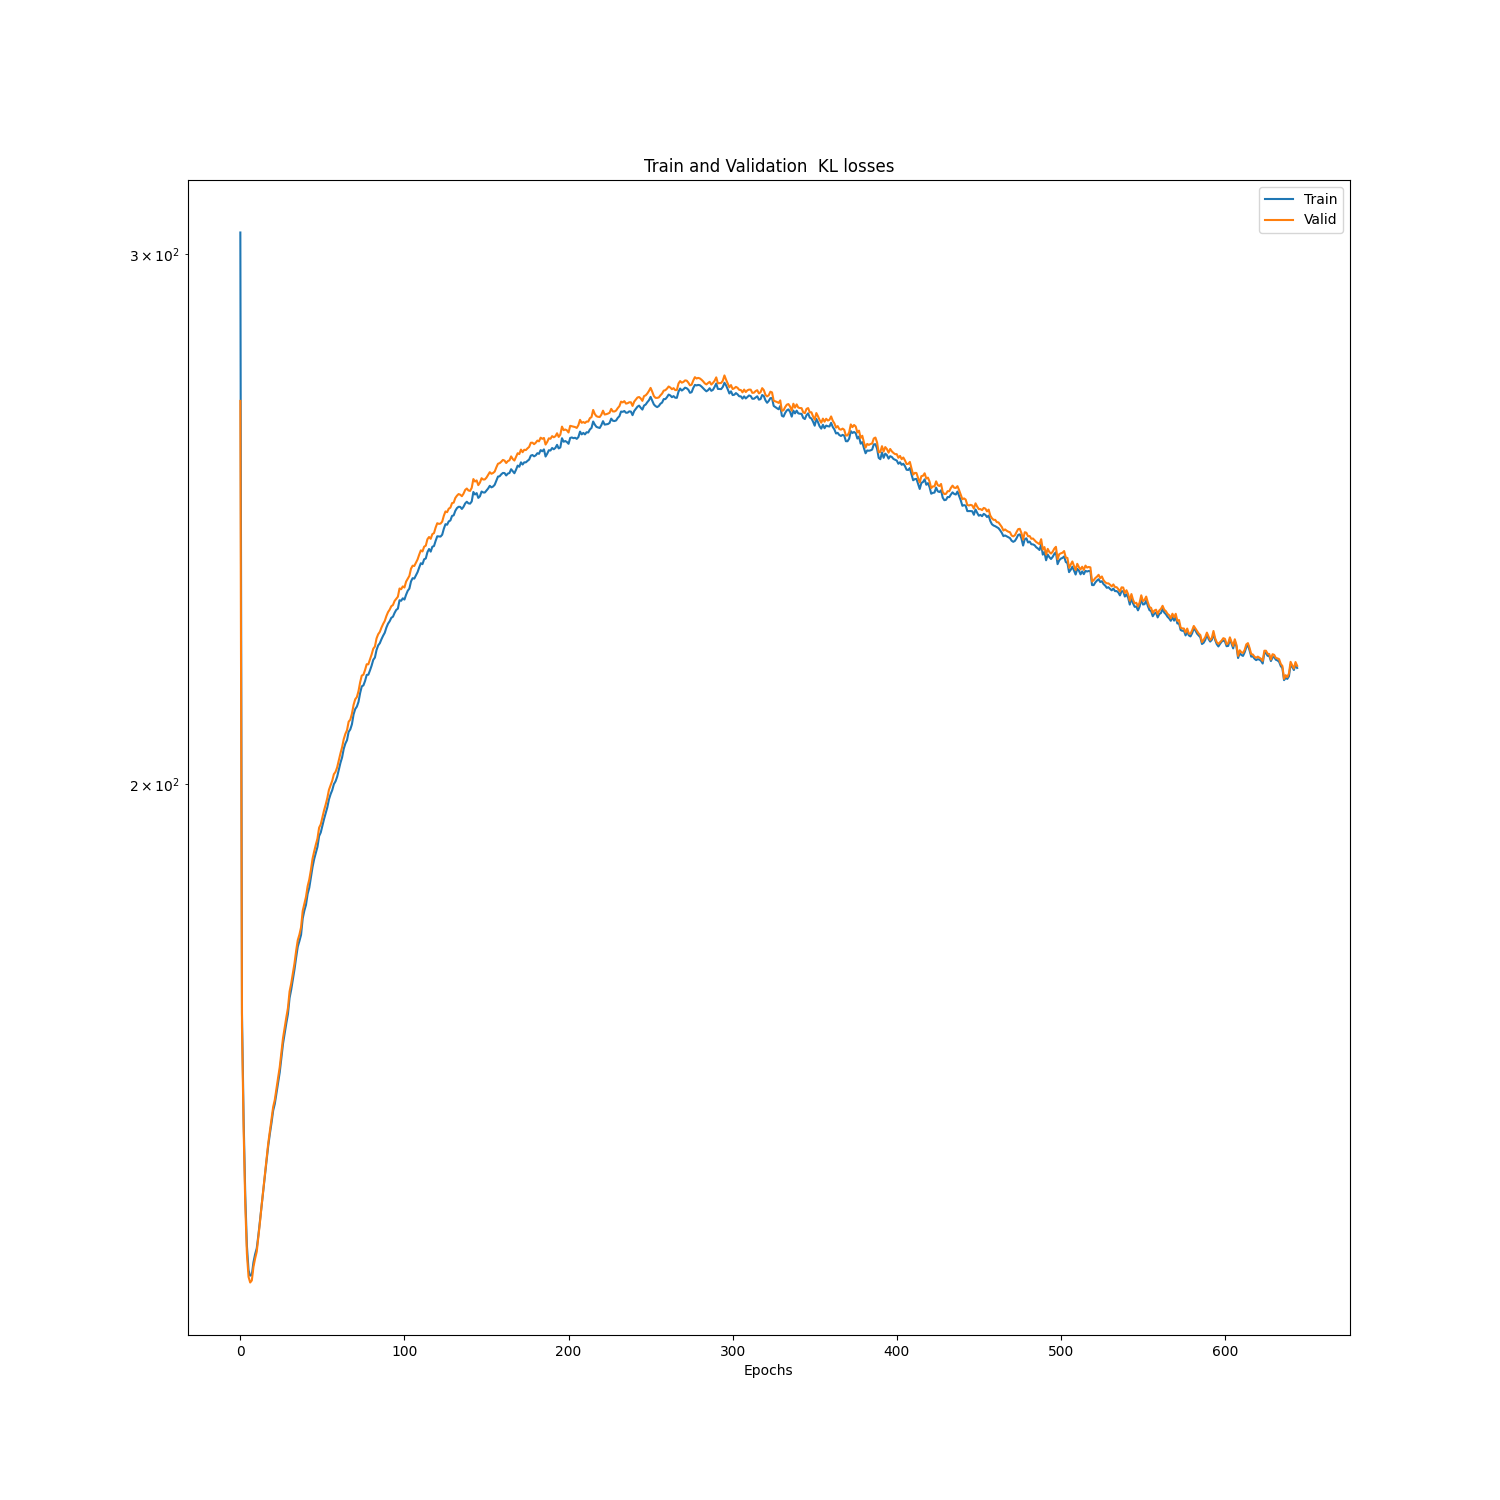 Train and Validation  KL losses
Train
Valid
3 × 10²
2 × 10²
0 100 200 300 400 500 600
Epochs